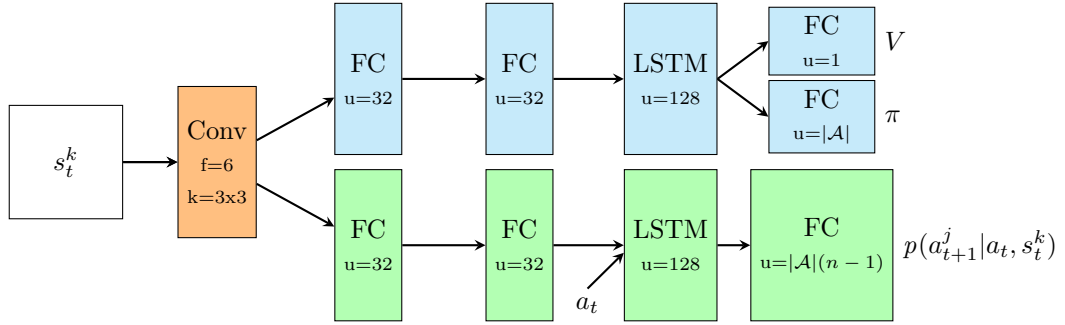 s_t^k
Conv
f=6
k=3x3
FC
u=32
FC
u=32
LSTM
u=128
FC
u=1
V
FC
u=|𝒜|
π
FC
u=32
FC
u=32
a_t
LSTM
u=128
FC
u=|𝒜|(n − 1)
p(a_{t+1}^j|a_t, s_t^k)